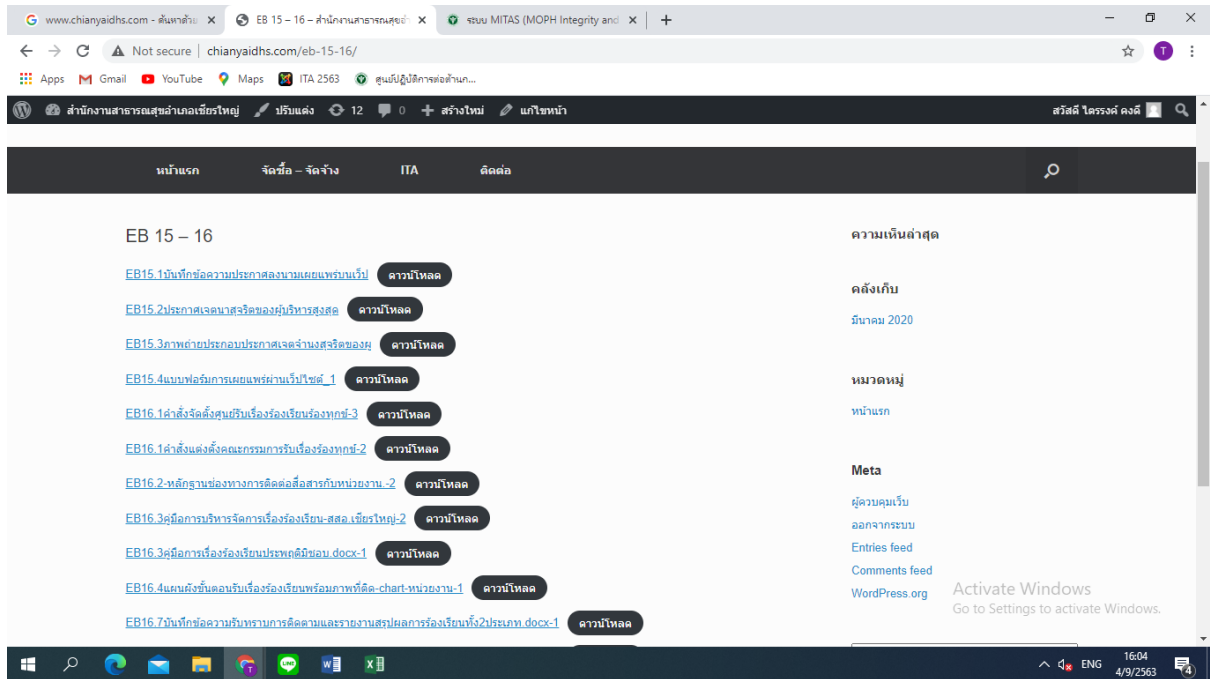 www.chianyaidhs.com - ค้นหาด้วย
EB 15 – 16 – สำนักงานสาธารณสุขอำ
ระบบ MITAS (MOPH Integrity and
Not secure | chianyaidhs.com/eb-15-16/
T
Apps Gmail YouTube Maps ITA 2563 ศูนย์ปฏิบัติการต่อต้านก...
สำนักงานสาธารณสุขอำเภอเชียรใหญ่ ปรับแต่ง 12 0 สร้างใหม่ แก้ไขหน้า สวัสดี ไตรรงค์ คงดี
หน้าแรก จัดซื้อ – จัดจ้าง ITA ติดต่อ
EB 15 – 16
EB15.1บันทึกข้อความประกาศลงนามเผยแพร่บนเว็ป ดาวน์โหลด
EB15.2ประกาศเจตนาสุจริตของผู้บริหารสูงสุด ดาวน์โหลด
EB15.3ภาพถ่ายประกอบประกาศเจตจำนงสุจริตของผู ดาวน์โหลด
EB15.4แบบฟอร์มการเผยแพร่ผ่านเว็ปไซต์_1 ดาวน์โหลด
EB16.1คำสั่งจัดตั้งศูนย์รับเรื่องร้องเรียนร้องทุกข์-3 ดาวน์โหลด
EB16.1คำสั่งแต่งตั้งคณะกรรมการรับเรื่องร้องทุกข์-2 ดาวน์โหลด
EB16.2-หลักฐานช่องทางการติดต่อสื่อสารกับหน่วยงาน.-2 ดาวน์โหลด
EB16.3คู่มือการบริหารจัดการเรื่องร้องเรียน-สสอ.เชียรใหญ่-2 ดาวน์โหลด
EB16.3คู่มือการเรื่องร้องเรียนประพฤติมิชอบ.docx-1 ดาวน์โหลด
EB16.4แผนผังขั้นตอนรับเรื่องร้องเรียนพร้อมภาพที่ติด-chart-หน่วยงาน-1 ดาวน์โหลด
EB16.7บันทึกข้อความรับทราบการติดตามและรายงานสรุปผลการร้องเรียนทั้ง2ประเภท.docx-1 ดาวน์โหลด
ความเห็นล่าสุด
คลังเก็บ
มีนาคม 2020
หมวดหมู่
หน้าแรก
Meta
ผู้ควบคุมเว็บ
ออกจากระบบ
Entries feed
Comments feed
WordPress.org
Activate Windows
Go to Settings to activate Windows.
ENG
16:04
4/9/2563
4